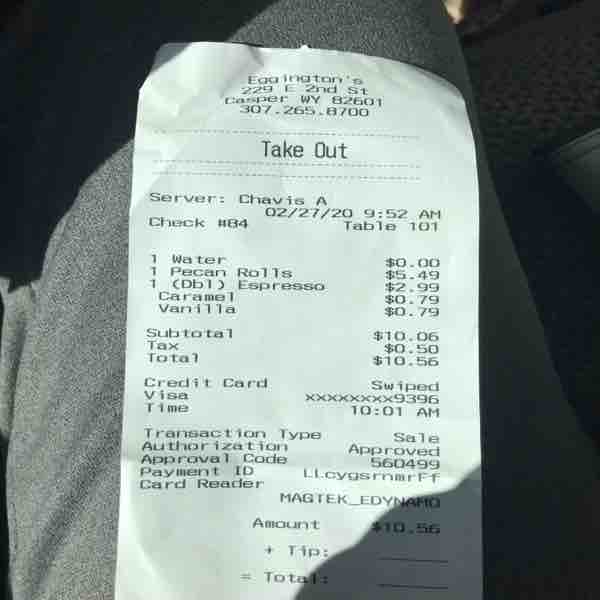 Eggington's
229 E 2nd St
Casper WY 82601
307.265.8700
Take Out
Server: Chavis A
02/27/20 9:52 AM
Check #84 Table 101
1 Water $0.00
1 Pecan Rolls $5.49
1 (Dbl) Espresso $2.99
Caramel $0.79
Vanilla $0.79
Subtotal $10.06
Tax $0.50
Total $10.56
Credit Card Swiped
Visa xxxxxxxx9396
Time 10:01 AM
Transaction Type Sale
Authorization Approved
Approval Code 560499
Payment ID LLcygsrnmrFf
Card Reader
MAGTEK_EDYNAMO
Amount $10.56
+ Tip:
= Total: